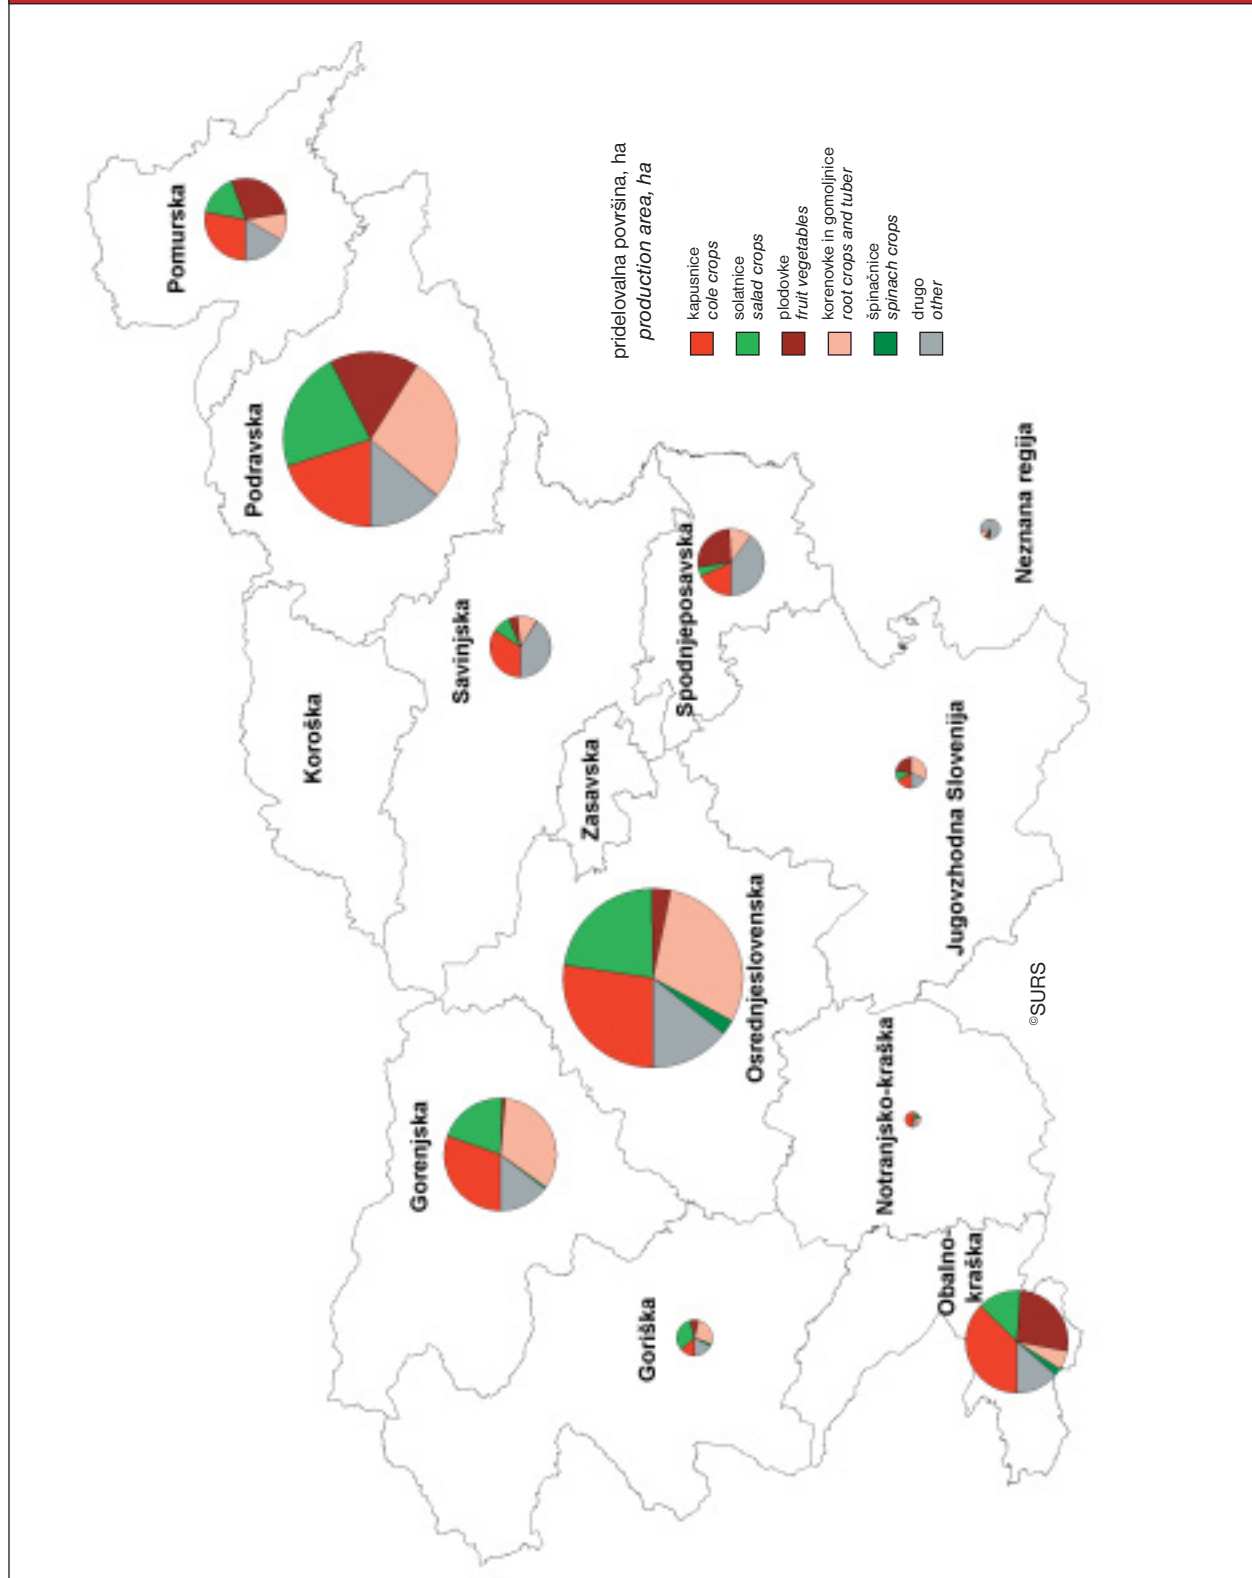 Pomurska
Podravska
Koroška
Savinjska
Gorenjska
Zasavska
Spodnjeposavska
Osrednjeslovenska
Goriška
Notranjsko-kraška
Jugovzhodna Slovenija
Obalno-
kraška
Neznana regija
pridelovalna površina, ha
production area, ha
kapusnice
cole crops
solatnice
salad crops
plodovke
fruit vegetables
korenovke in gomoljnice
root crops and tuber
špinačnice
spinach crops
drugo
other
©SURS